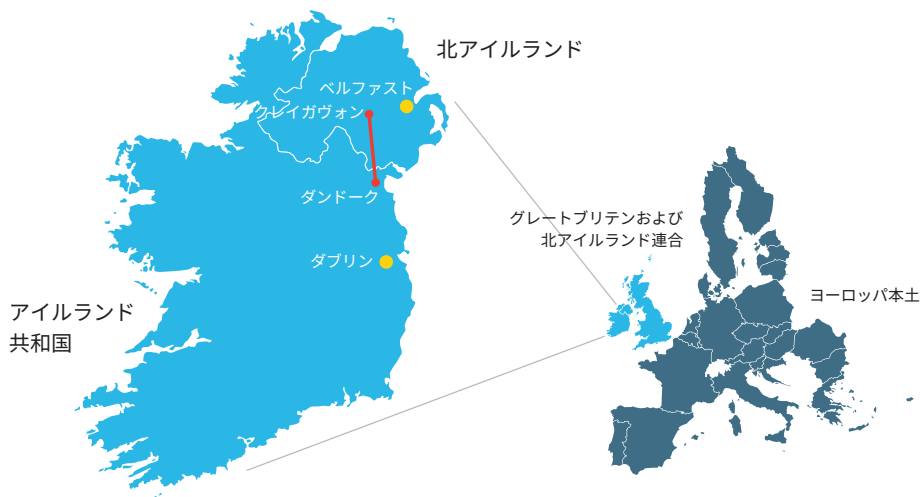 北アイルランド
ベルファスト
クレイガヴォン
ダンドーク
グレートブリテンおよび
北アイルランド連合
ダブリン
ヨーロッパ本土
アイルランド
共和国